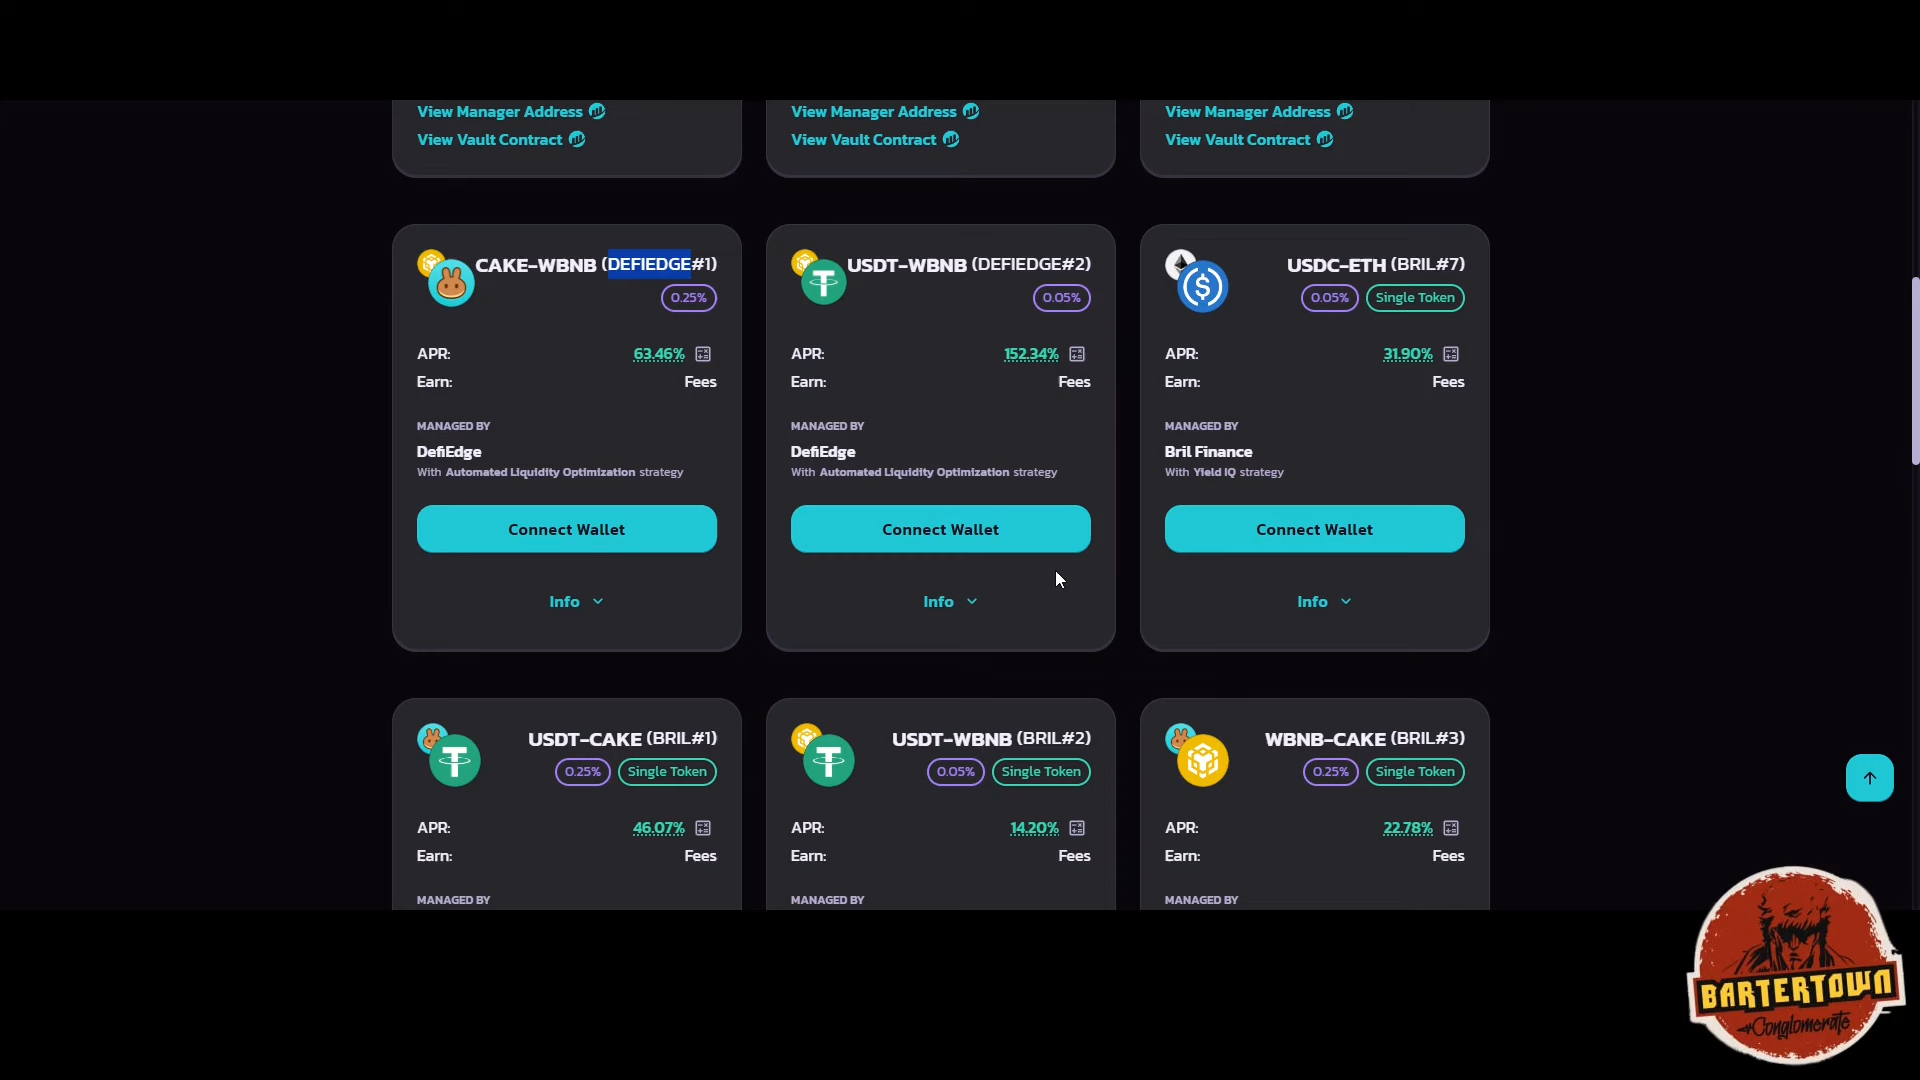 View Manager Address
View Vault Contract
View Manager Address
View Vault Contract
View Manager Address
View Vault Contract
CAKE-WBNB (DEFIEDGE#1)
0.25%
APR: 63.46%
Earn: Fees
MANAGED BY
DefiEdge
With Automated Liquidity Optimization strategy
Connect Wallet
Info
USDT-WBNB (DEFIEDGE#2)
0.05%
APR: 152.34%
Earn: Fees
MANAGED BY
DefiEdge
With Automated Liquidity Optimization strategy
Connect Wallet
Info
USDC-ETH (BRIL#7)
0.05% Single Token
APR: 31.90%
Earn: Fees
MANAGED BY
Bril Finance
With Yield IQ strategy
Connect Wallet
Info
USDT-CAKE (BRIL#1)
0.25% Single Token
APR: 46.07%
Earn: Fees
MANAGED BY
USDT-WBNB (BRIL#2)
0.05% Single Token
APR: 14.20%
Earn: Fees
MANAGED BY
WBNB-CAKE (BRIL#3)
0.25% Single Token
APR: 22.78%
Earn: Fees
MANAGED BY
BARTERTOWN
Conglomerate